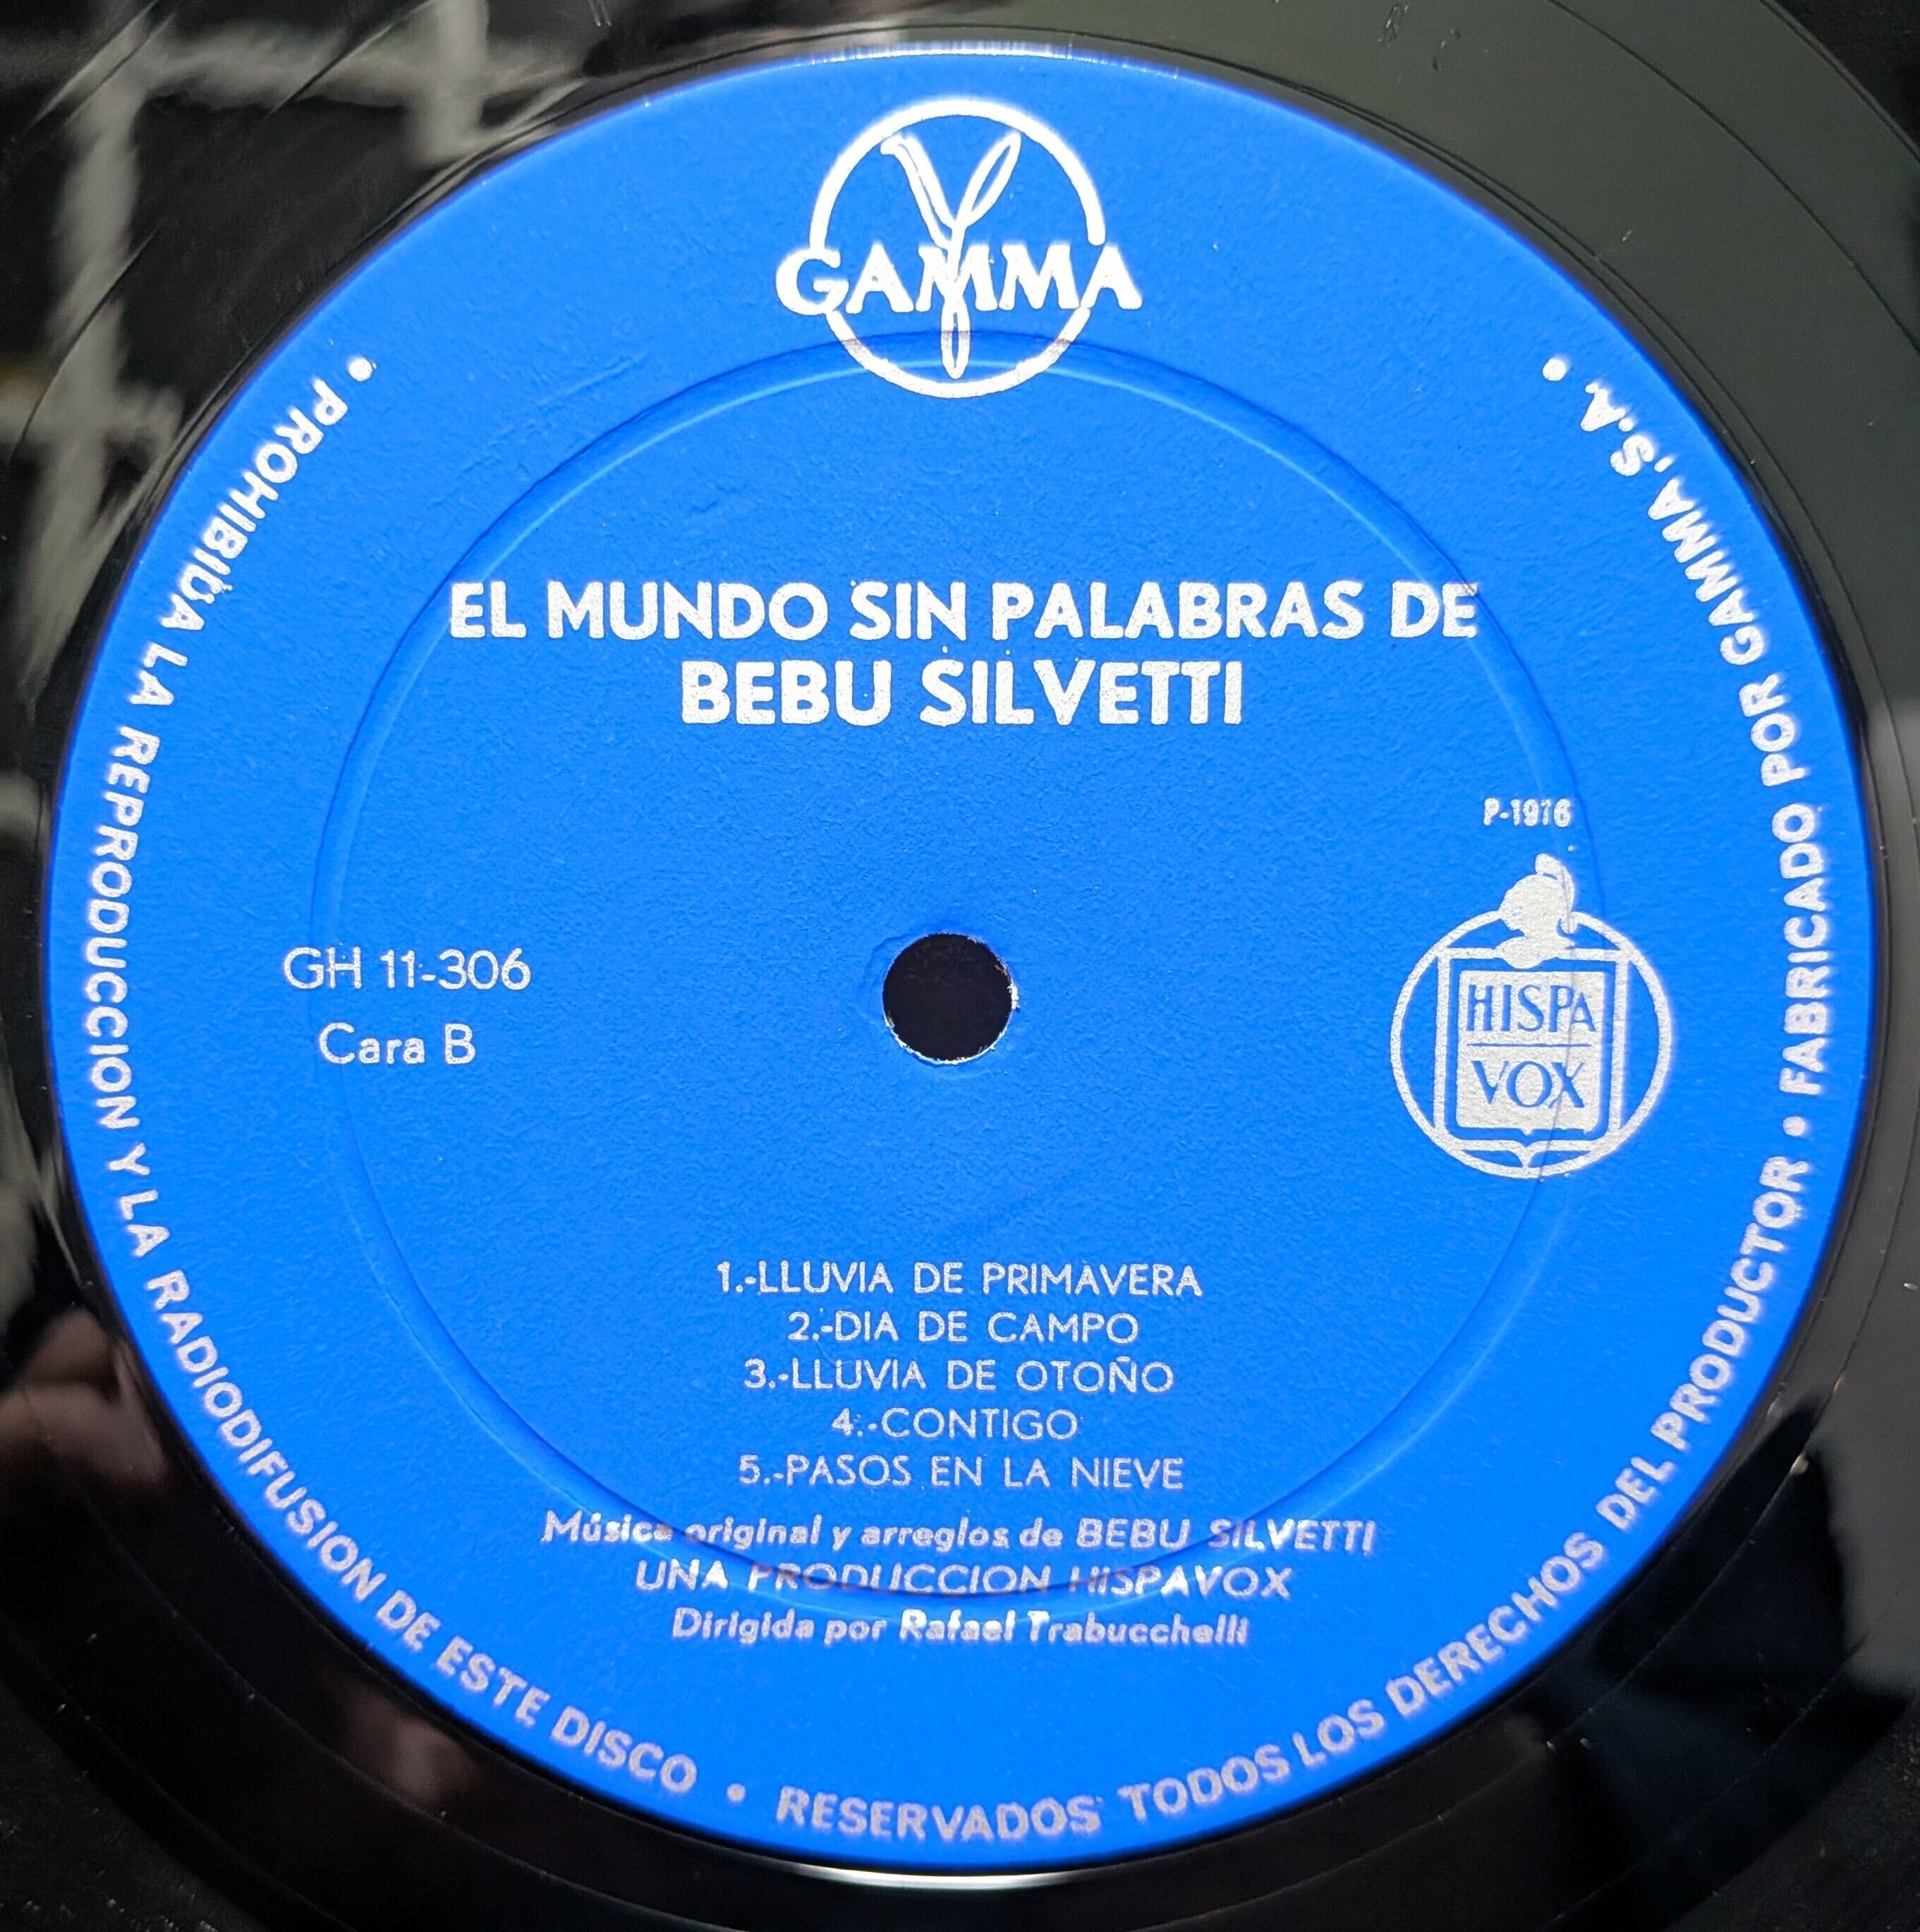 GAMMA
EL MUNDO SIN PALABRAS DE
BEBU SILVETTI
P-1976
GH 11-306
Cara B
HISPA
VOX
1.-LLUVIA DE PRIMAVERA
2.-DIA DE CAMPO
3.-LLUVIA DE OTOÑO
4.-CONTIGO
5.-PASOS EN LA NIEVE
Música original y arreglos de BEBU SILVETTI
UNA PRODUCCION HISPAVOX
Dirigida por Rafael Trabucchelli
• PROHIBIDA LA REPRODUCCION Y LA RADIODIFUSION DE ESTE DISCO • RESERVADOS TODOS LOS DERECHOS DEL PRODUCTOR • FABRICADO POR GAMMA, S.A. •